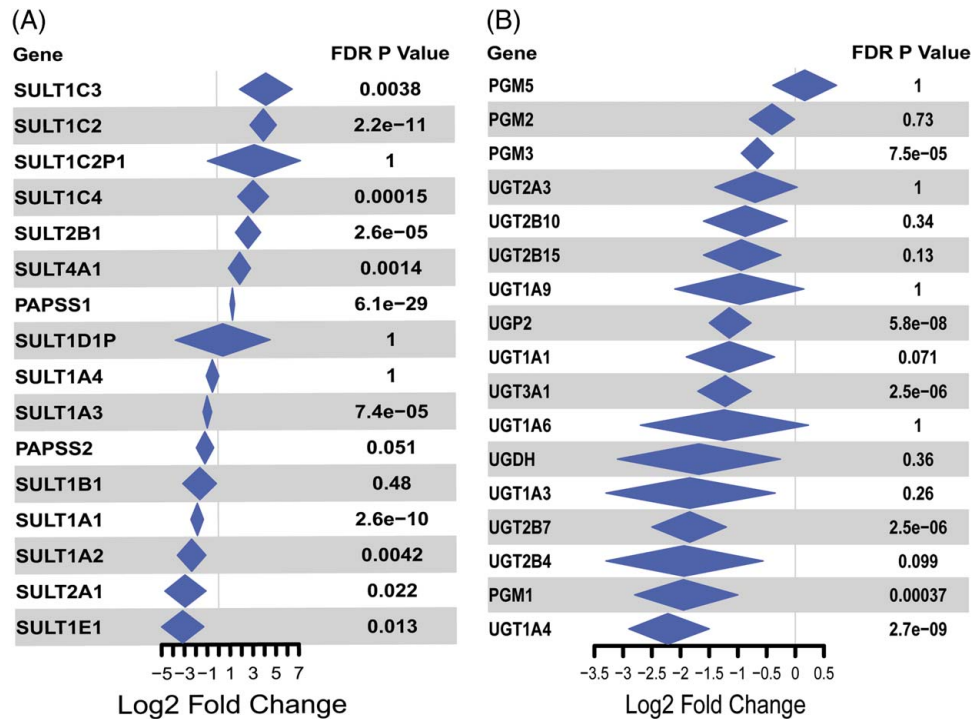 (A)
Gene FDR P Value
SULT1C3 0.0038
SULT1C2 2.2e−11
SULT1C2P1 1
SULT1C4 0.00015
SULT2B1 2.6e−05
SULT4A1 0.0014
PAPSS1 6.1e−29
SULT1D1P 1
SULT1A4 1
SULT1A3 7.4e−05
PAPSS2 0.051
SULT1B1 0.48
SULT1A1 2.6e−10
SULT1A2 0.0042
SULT2A1 0.022
SULT1E1 0.013
−5 −3 −1 1 3 5 7
Log2 Fold Change
(B)
Gene FDR P Value
PGM5 1
PGM2 0.73
PGM3 7.5e−05
UGT2A3 1
UGT2B10 0.34
UGT2B15 0.13
UGT1A9 1
UGP2 5.8e−08
UGT1A1 0.071
UGT3A1 2.5e−06
UGT1A6 1
UGDH 0.36
UGT1A3 0.26
UGT2B7 2.5e−06
UGT2B4 0.099
PGM1 0.00037
UGT1A4 2.7e−09
−3.5 −3 −2.5 −2 −1.5 −1 −0.5 0 0.5
Log2 Fold Change